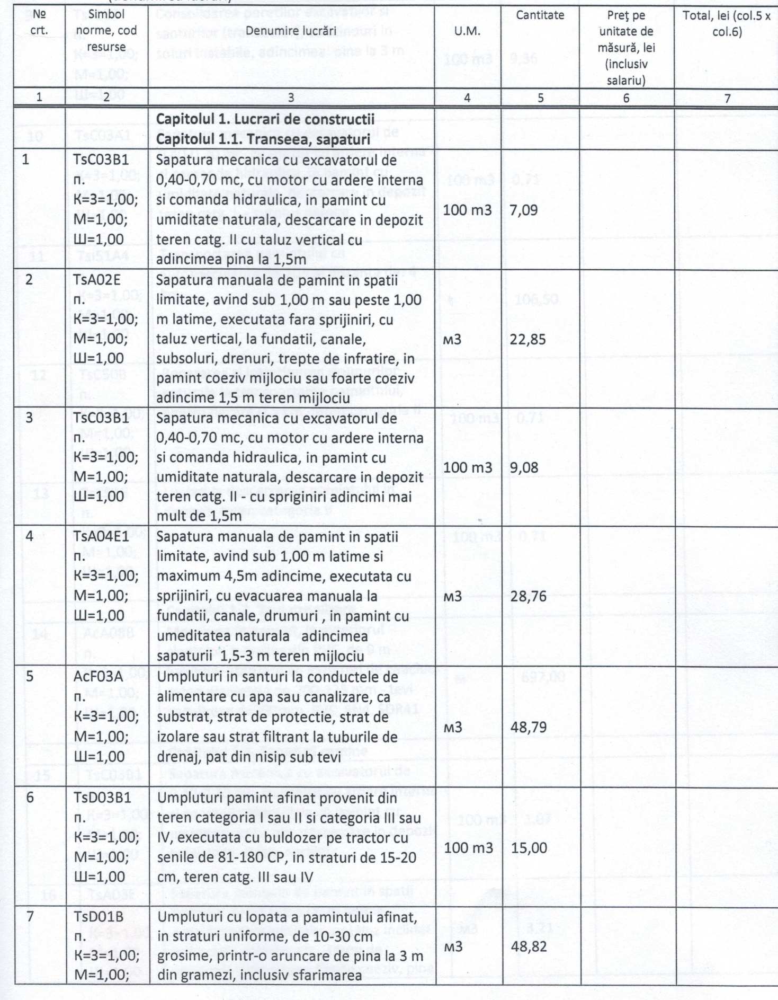 № crt. Simbol norme, cod resurse Denumire lucrări U.M. Cantitate Preţ pe unitate de măsură, lei (inclusiv salariu) Total, lei (col.5 x col.6)
1 2 3 4 5 6 7
Capitolul 1. Lucrari de constructii
Capitolul 1.1. Transeea, sapaturi
1 TsC03B1 Sapatura mecanica cu excavatorul de
п. 0,40-0,70 mc, cu motor cu ardere interna
К=3=1,00; si comanda hidraulica, in pamint cu
М=1,00; umiditate naturala, descarcare in depozit 100 m3 7,09
Ш=1,00 teren catg. II cu taluz vertical cu
adincimea pina la 1,5m
2 TsA02E Sapatura manuala de pamint in spatii
п. limitate, avind sub 1,00 m sau peste 1,00
К=3=1,00; m latime, executata fara sprijiniri, cu
М=1,00; taluz vertical, la fundatii, canale, м3 22,85
Ш=1,00 subsoluri, drenuri, trepte de infratire, in
pamint coeziv mijlociu sau foarte coeziv
adincime 1,5 m teren mijlociu
3 TsC03B1 Sapatura mecanica cu excavatorul de
п. 0,40-0,70 mc, cu motor cu ardere interna
К=3=1,00; si comanda hidraulica, in pamint cu
М=1,00; umiditate naturala, descarcare in depozit 100 m3 9,08
Ш=1,00 teren catg. II - cu spriginiri adincimi mai
mult de 1,5m
4 TsA04E1 Sapatura manuala de pamint in spatii
п. limitate, avind sub 1,00 m latime si
К=3=1,00; maximum 4,5m adincime, executata cu
М=1,00; sprijiniri, cu evacuarea manuala la м3 28,76
Ш=1,00 fundatii, canale, drumuri , in pamint cu
umeditatea naturala adincimea
sapaturii 1,5-3 m teren mijlociu
5 AcF03A Umpluturi in santuri la conductele de
п. alimentare cu apa sau canalizare, ca
К=3=1,00; substrat, strat de protectie, strat de
М=1,00; izolare sau strat filtrant la tuburile de м3 48,79
Ш=1,00 drenaj, pat din nisip sub tevi
6 TsD03B1 Umpluturi pamint afinat provenit din
п. teren categoria I sau II si categoria III sau
К=3=1,00; IV, executata cu buldozer pe tractor cu
М=1,00; senile de 81-180 CP, in straturi de 15-20 100 m3 15,00
Ш=1,00 cm, teren catg. III sau IV
7 TsD01B Umpluturi cu lopata a pamintului afinat,
п. in straturi uniforme, de 10-30 cm
К=3=1,00; grosime, printr-o aruncare de pina la 3 m м3 48,82
М=1,00; din gramezi, inclusiv sfarimarea